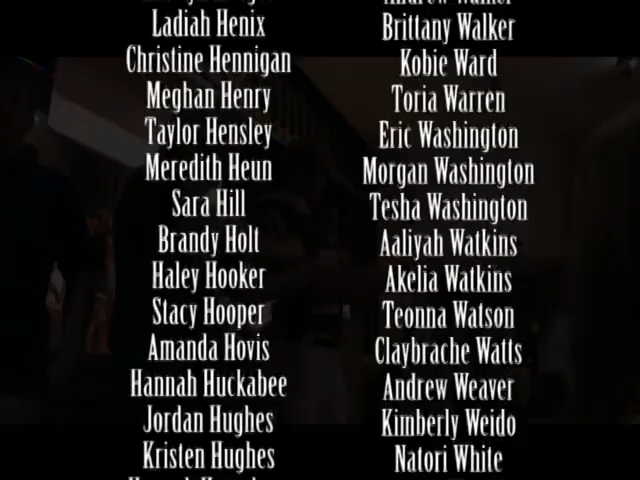 Ladiah Henix
Christine Hennigan
Meghan Henry
Taylor Hensley
Meredith Heun
Sara Hill
Brandy Holt
Haley Hooker
Stacy Hooper
Amanda Hovis
Hannah Huckabee
Jordan Hughes
Kristen Hughes
Andrew Walker
Brittany Walker
Kobie Ward
Toria Warren
Eric Washington
Morgan Washington
Tesha Washington
Aaliyah Watkins
Akelia Watkins
Teonna Watson
Claybrache Watts
Andrew Weaver
Kimberly Weido
Natori White